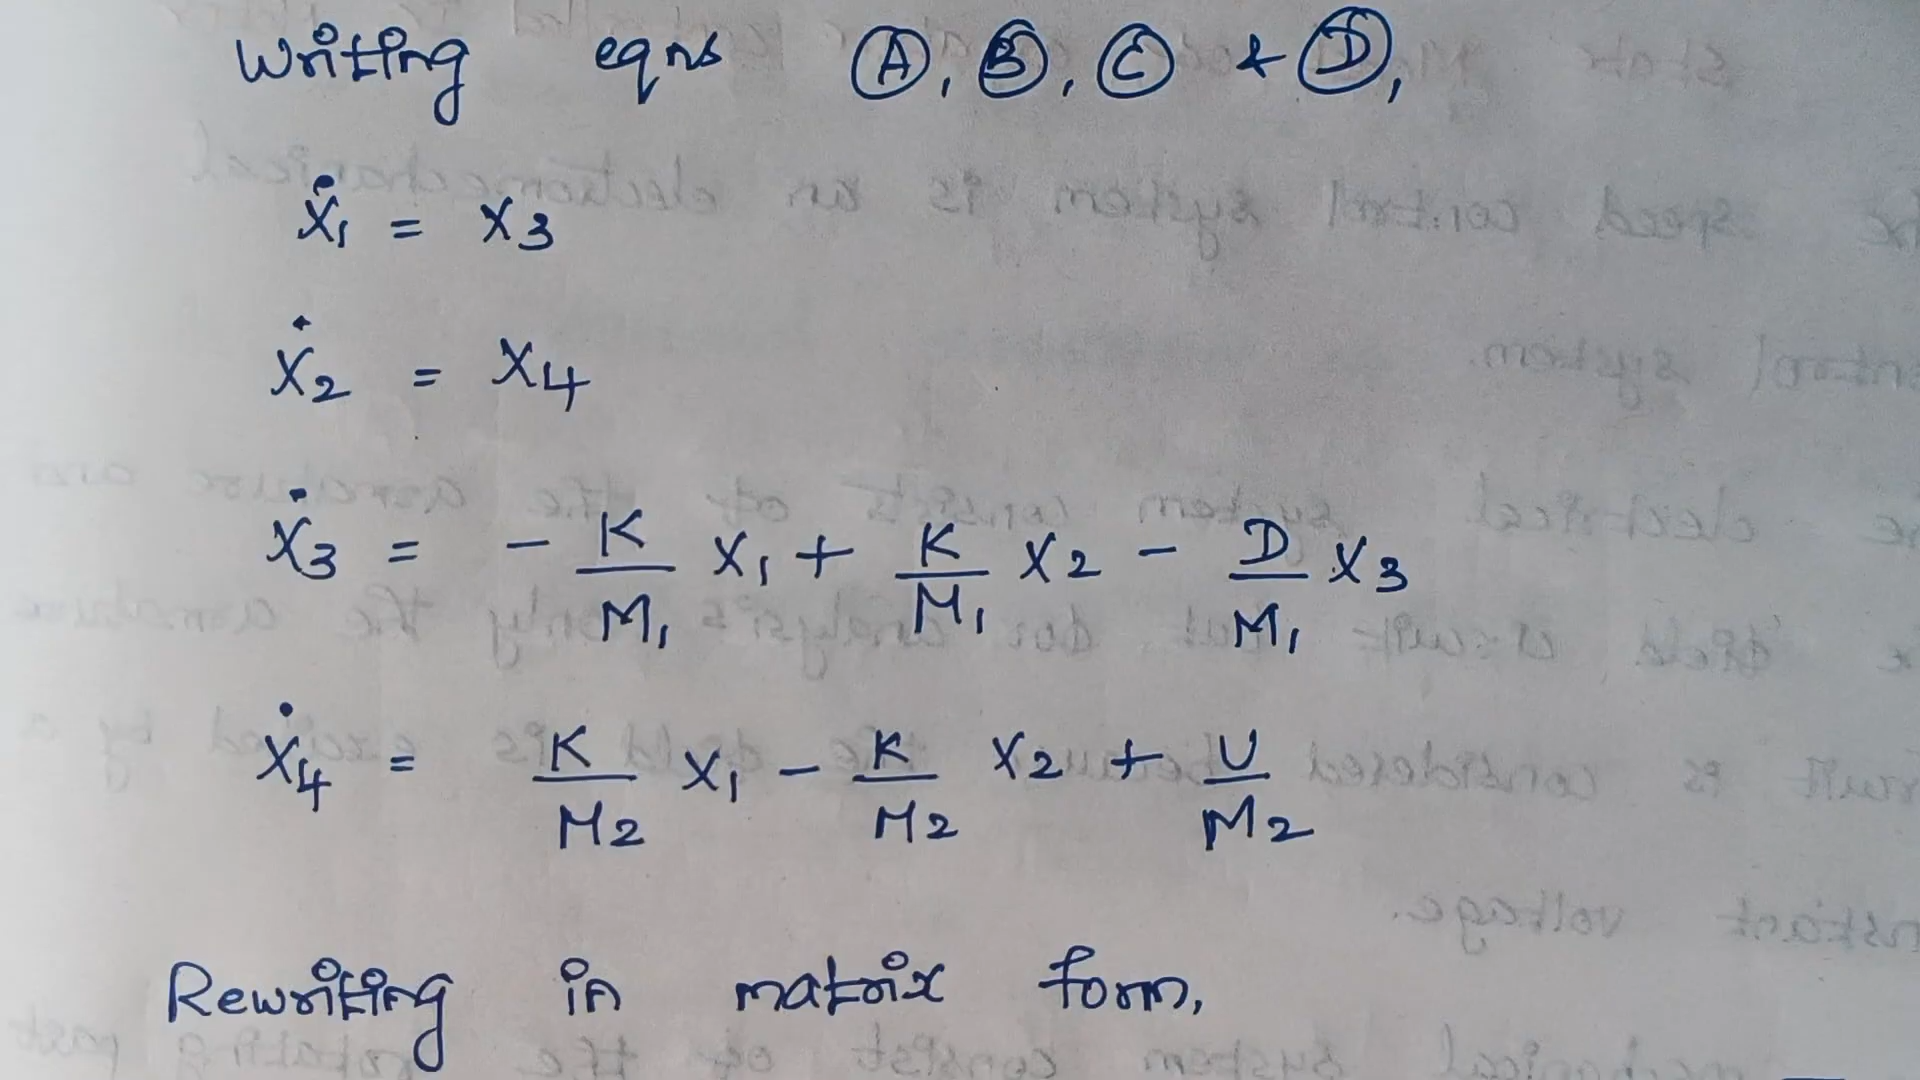 Writing eqns Ⓐ, Ⓑ, Ⓒ & Ⓓ,
Ẋ1 = X3
Ẋ2 = X4
Ẋ3 = - K/M1 X1 + K/M1 X2 - D/M1 X3
Ẋ4 = K/M2 X1 - K/M2 X2 + U/M2
Rewriting in matrix form,